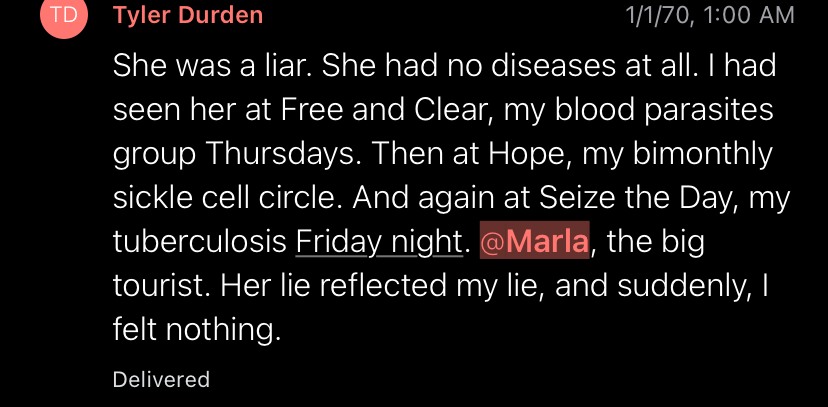 TD
Tyler Durden
1/1/70, 1:00 AM
She was a liar. She had no diseases at all. I had
seen her at Free and Clear, my blood parasites
group Thursdays. Then at Hope, my bimonthly
sickle cell circle. And again at Seize the Day, my
tuberculosis Friday night. @Marla, the big
tourist. Her lie reflected my lie, and suddenly, I
felt nothing.
Delivered